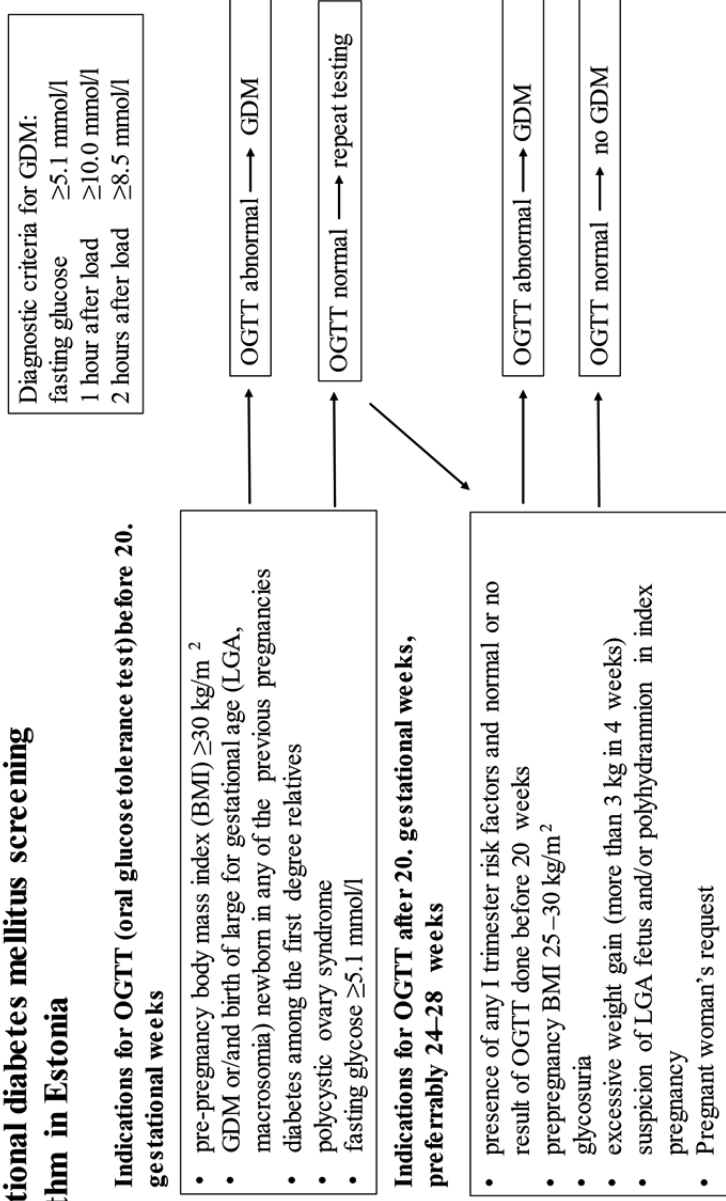 tional diabetes mellitus screening
thm in Estonia
Diagnostic criteria for GDM:
fasting glucose ≥5.1 mmol/l
1 hour after load ≥10.0 mmol/l
2 hours after load ≥8.5 mmol/l
Indications for OGTT (oral glucose tolerance test) before 20.
gestational weeks
• pre-pregnancy body mass index (BMI) ≥30 kg/m²
• GDM or/and birth of large for gestational age (LGA,
macrosomia) newborn in any of the previous pregnancies
• diabetes among the first degree relatives
• polycystic ovary syndrome
• fasting glycose ≥5.1 mmol/l
OGTT abnormal → GDM
OGTT normal → repeat testing
Indications for OGTT after 20. gestational weeks,
preferrably 24–28 weeks
• presence of any I trimester risk factors and normal or no
result of OGTT done before 20 weeks
• prepregnancy BMI 25–30 kg/m²
• glycosuria
• excessive weight gain (more than 3 kg in 4 weeks)
• suspicion of LGA fetus and/or polyhydramnion in index
pregnancy
• Pregnant woman's request
OGTT abnormal → GDM
OGTT normal → no GDM